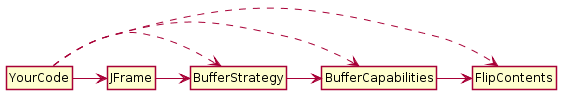 YourCode
JFrame
BufferStrategy
BufferCapabilities
FlipContents